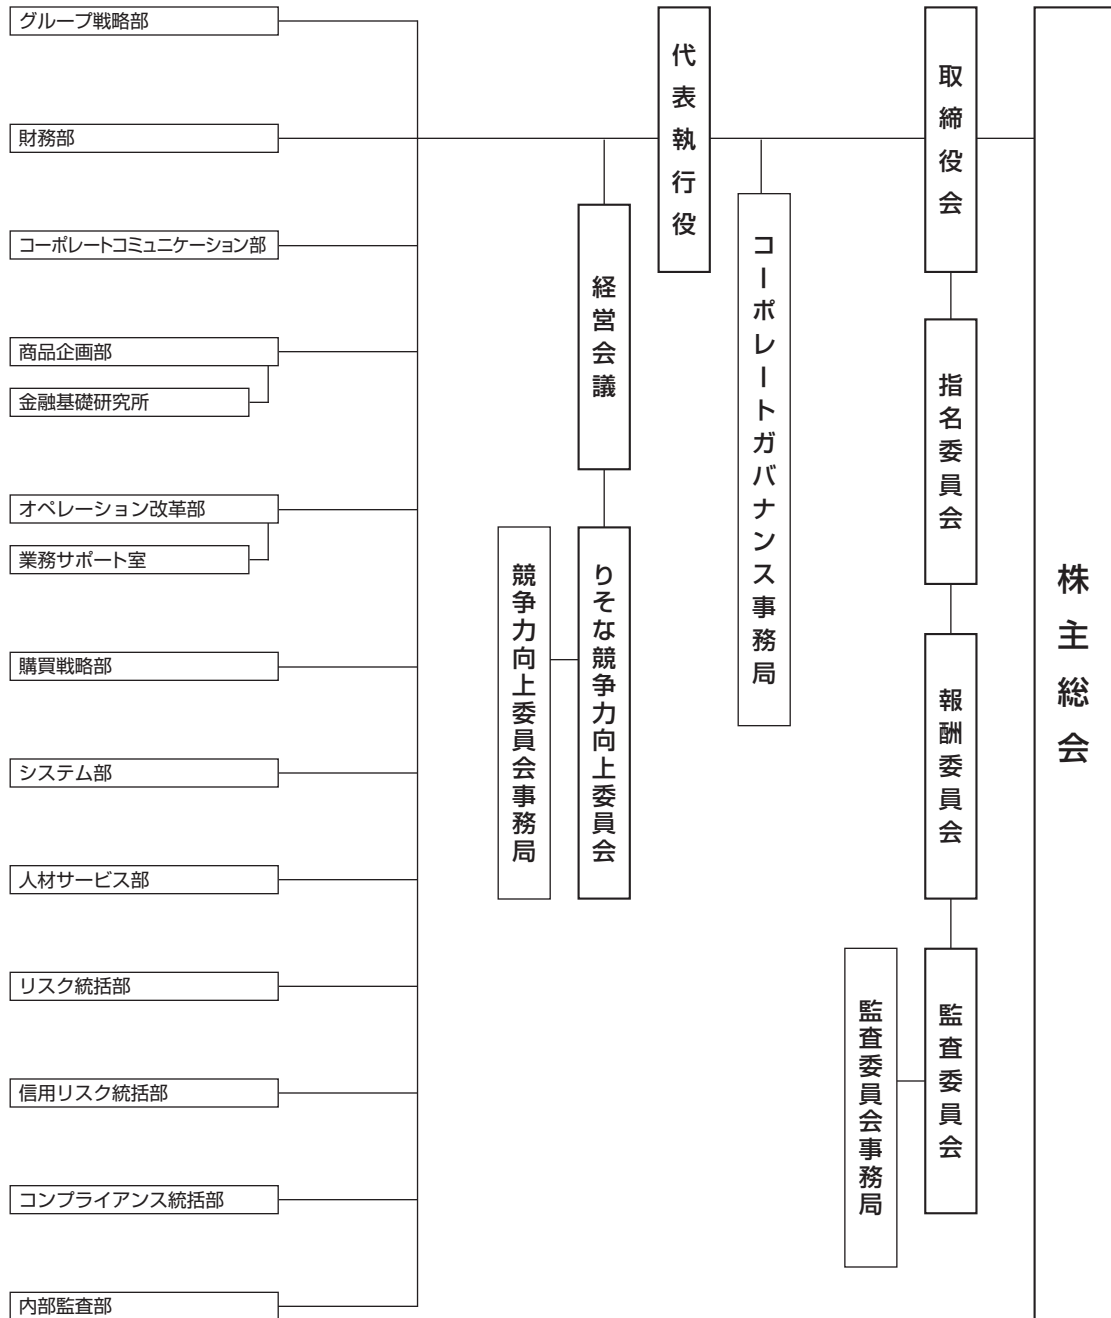 株主総会
取締役会
指名委員会
報酬委員会
監査委員会
監査委員会事務局
コーポレートガバナンス事務局
代表執行役
経営会議
りそな競争力向上委員会
競争力向上委員会事務局
グループ戦略部
財務部
コーポレートコミュニケーション部
商品企画部
金融基礎研究所
オペレーション改革部
業務サポート室
購買戦略部
システム部
人材サービス部
リスク統括部
信用リスク統括部
コンプライアンス統括部
内部監査部